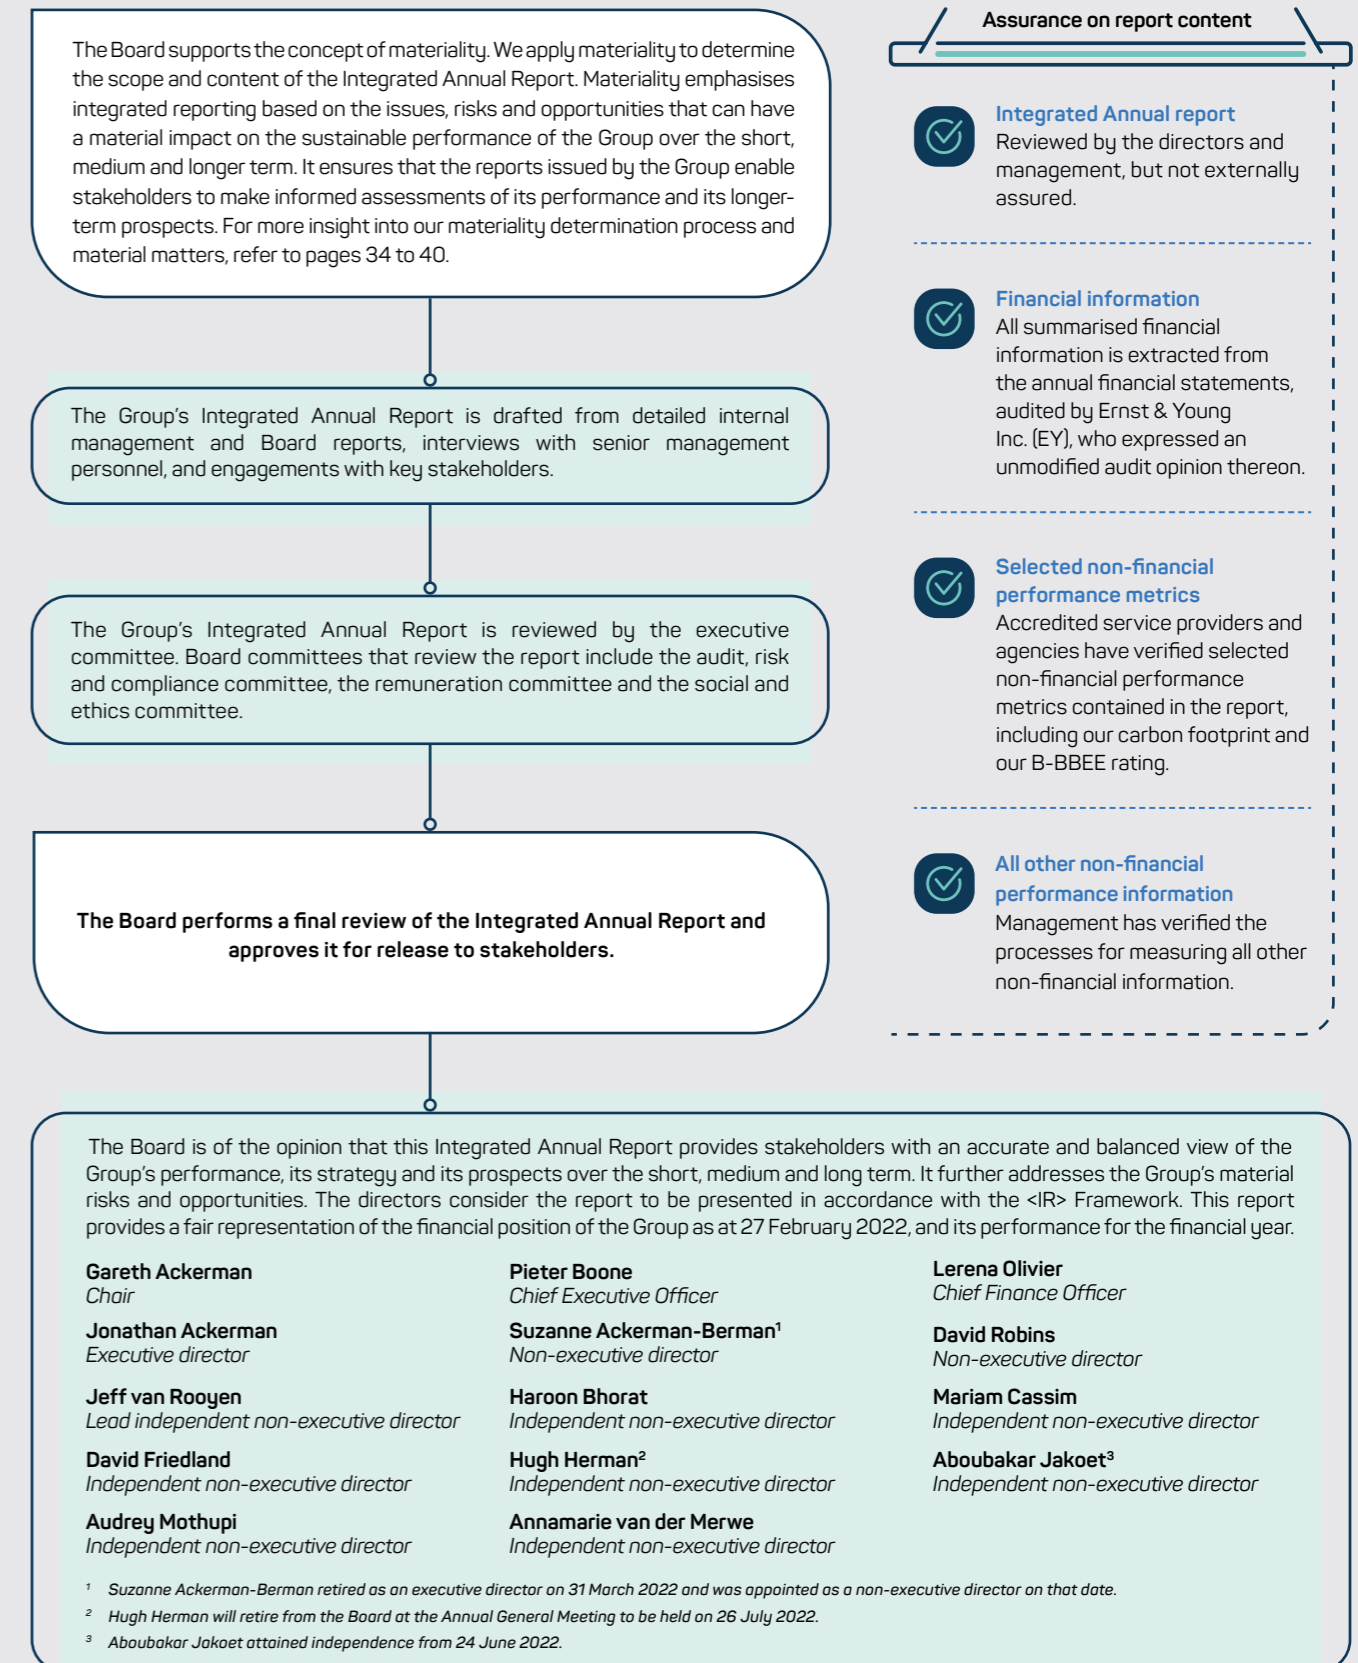 The Board supports the concept of materiality. We apply materiality to determine
the scope and content of the Integrated Annual Report. Materiality emphasises
integrated reporting based on the issues, risks and opportunities that can have
a material impact on the sustainable performance of the Group over the short,
medium and longer term. It ensures that the reports issued by the Group enable
stakeholders to make informed assessments of its performance and its longer-
term prospects. For more insight into our materiality determination process and
material matters, refer to pages 34 to 40.
The Group's Integrated Annual Report is drafted from detailed internal
management and Board reports, interviews with senior management
personnel, and engagements with key stakeholders.
The Group's Integrated Annual Report is reviewed by the executive
committee. Board committees that review the report include the audit, risk
and compliance committee, the remuneration committee and the social and
ethics committee.
The Board performs a final review of the Integrated Annual Report and
approves it for release to stakeholders.
Assurance on report content
Integrated Annual report
Reviewed by the directors and
management, but not externally
assured.
Financial information
All summarised financial
information is extracted from
the annual financial statements,
audited by Ernst & Young
Inc. (EY), who expressed an
unmodified audit opinion thereon.
Selected non-financial
performance metrics
Accredited service providers and
agencies have verified selected
non-financial performance
metrics contained in the report,
including our carbon footprint and
our B-BBEE rating.
All other non-financial
performance information
Management has verified the
processes for measuring all other
non-financial information.
The Board is of the opinion that this Integrated Annual Report provides stakeholders with an accurate and balanced view of the
Group's performance, its strategy and its prospects over the short, medium and long term. It further addresses the Group's material
risks and opportunities. The directors consider the report to be presented in accordance with the <IR> Framework. This report
provides a fair representation of the financial position of the Group as at 27 February 2022, and its performance for the financial year.
Gareth Ackerman
Chair
Pieter Boone
Chief Executive Officer
Lerena Olivier
Chief Finance Officer
Jonathan Ackerman
Executive director
Suzanne Ackerman-Berman¹
Non-executive director
David Robins
Non-executive director
Jeff van Rooyen
Lead independent non-executive director
Haroon Bhorat
Independent non-executive director
Mariam Cassim
Independent non-executive director
David Friedland
Independent non-executive director
Hugh Herman²
Independent non-executive director
Aboubakar Jakoet³
Independent non-executive director
Audrey Mothupi
Independent non-executive director
Annamarie van der Merwe
Independent non-executive director
¹ Suzanne Ackerman-Berman retired as an executive director on 31 March 2022 and was appointed as a non-executive director on that date.
² Hugh Herman will retire from the Board at the Annual General Meeting to be held on 26 July 2022.
³ Aboubakar Jakoet attained independence from 24 June 2022.